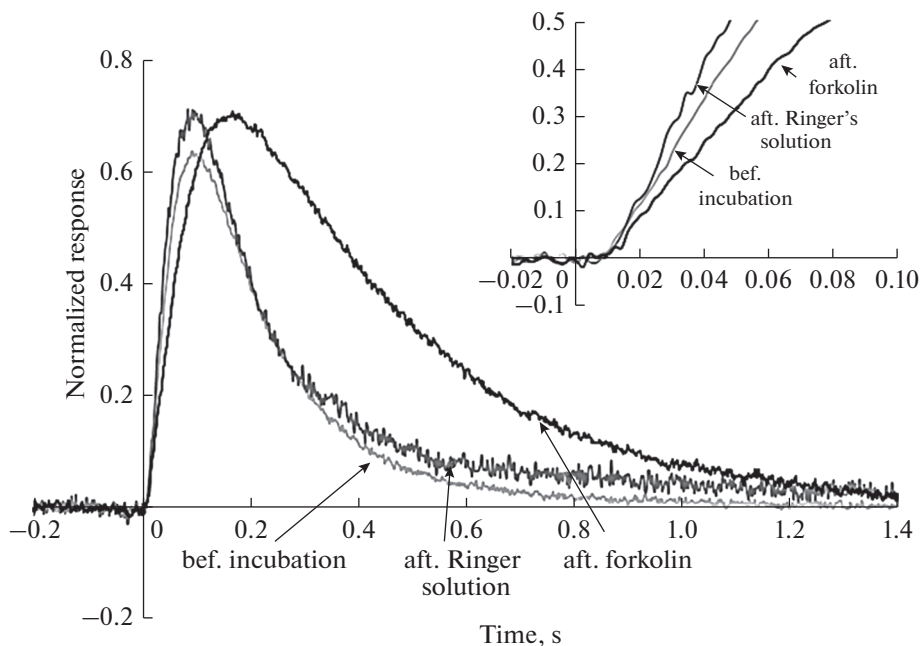 0.5
0.4
0.3
0.2
0.1
−0.1
−0.02
0
0.02
0.04
0.06
0.08
0.10
aft.
forkolin
aft. Ringer's
solution
bef.
incubation
Normalized response
0.8
0.6
0.4
0.2
−0.2
−0.2
0
0.2
0.4
0.6
0.8
1.0
1.2
1.4
bef. incubation
aft. Ringer
solution
aft. forkolin
Time, s